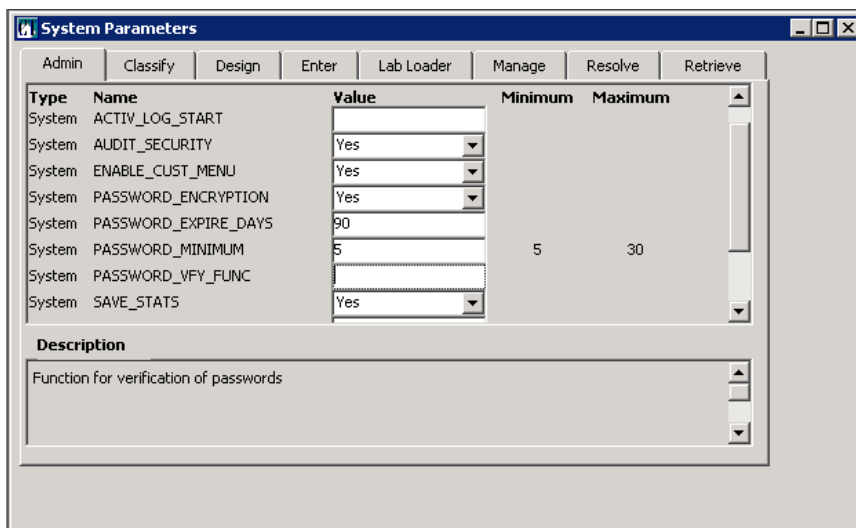 System Parameters
Admin Classify Design Enter Lab Loader Manage Resolve Retrieve
Type Name Value Minimum Maximum
System ACTIV_LOG_START
System AUDIT_SECURITY Yes
System ENABLE_CUST_MENU Yes
System PASSWORD_ENCRYPTION Yes
System PASSWORD_EXPIRE_DAYS 90
System PASSWORD_MINIMUM 5 5 30
System PASSWORD_VFY_FUNC
System SAVE_STATS Yes
Description
Function for verification of passwords